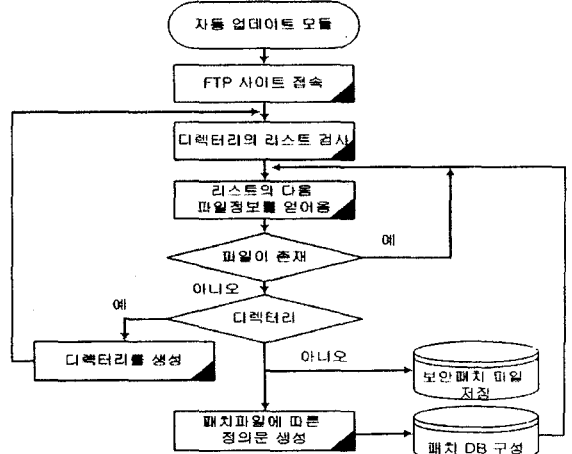 자동 업데이트 모듈
FTP 사이트 접속
디렉터리의 리스트 검사
리스트의 다음
파일정보를 얻어옴
파일이 존재
예
아니오
디렉터리
예
아니오
디렉터리를 생성
보안패치 파일
저장
패치파일에 따른
정의문 생성
패치 DB 구성